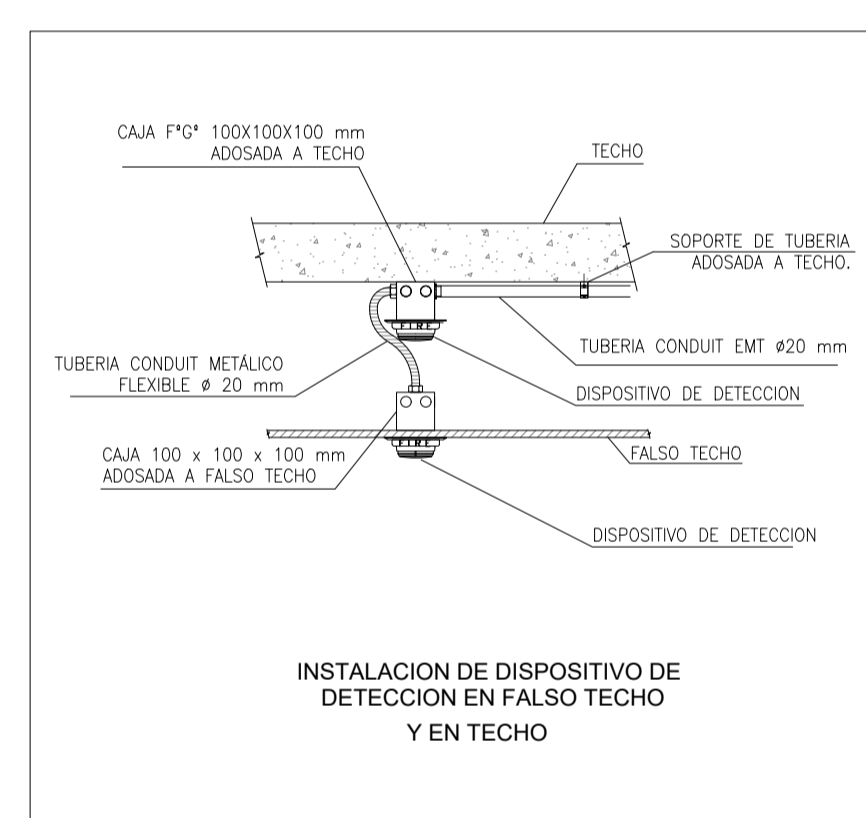 CAJA F°G° 100X100X100 mm
ADOSADA A TECHO
TECHO
SOPORTE DE TUBERIA
ADOSADA A TECHO.
FIRE
TUBERIA CONDUIT EMT Ø20 mm
TUBERIA CONDUIT METÁLICO
FLEXIBLE Ø 20 mm
DISPOSITIVO DE DETECCION
CAJA 100 x 100 x 100 mm
ADOSADA A FALSO TECHO
FIRE
FALSO TECHO
DISPOSITIVO DE DETECCION
INSTALACION DE DISPOSITIVO DE
DETECCION EN FALSO TECHO
Y EN TECHO